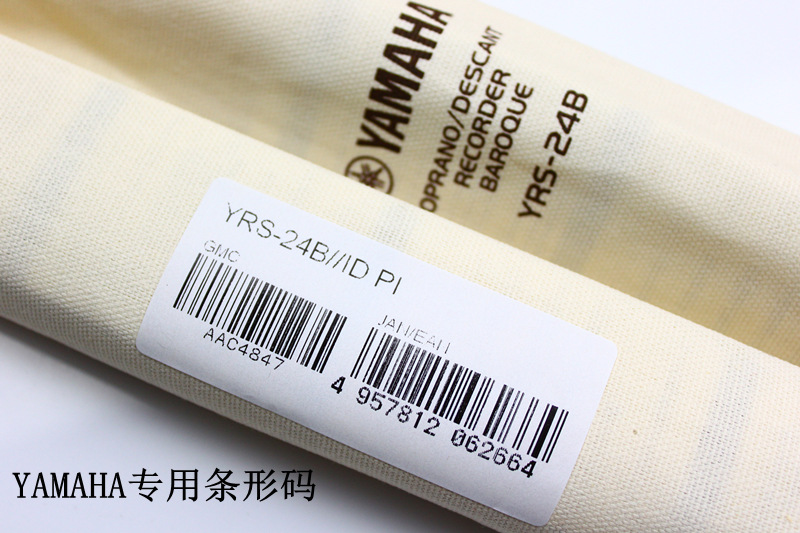 YAMAHA
SOPRANO/DESCANT
RECORDER
BAROQUE
YRS-24B
YRS-24B//ID PI
GMC
AAC4847
JAN/EAN
4 957812 062664
YAMAHA专用条形码